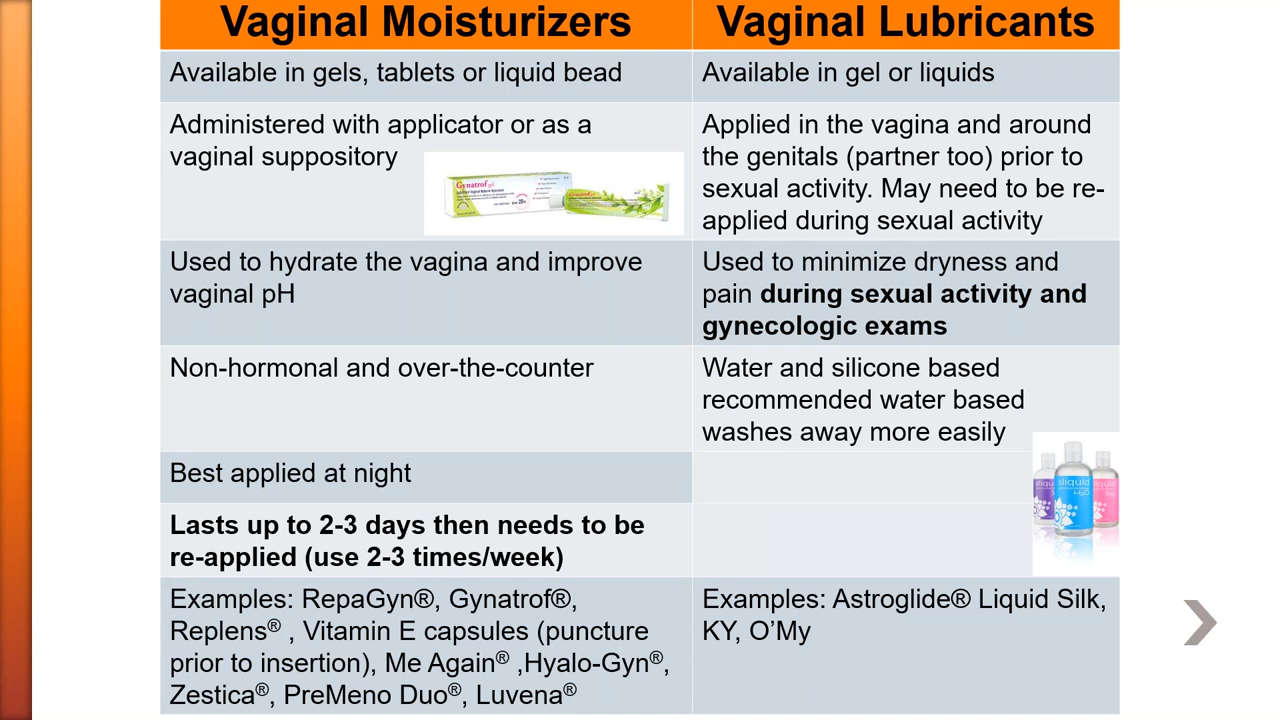 Vaginal Moisturizers
Vaginal Lubricants
Available in gels, tablets or liquid bead
Available in gel or liquids
Administered with applicator or as a
vaginal suppository
Gynatrof gel
Applied in the vagina and around
the genitals (partner too) prior to
sexual activity. May need to be re-
applied during sexual activity
Used to hydrate the vagina and improve
vaginal pH
Used to minimize dryness and
pain during sexual activity and
gynecologic exams
Non-hormonal and over-the-counter
Water and silicone based
recommended water based
washes away more easily
Best applied at night
sliquid
H2O
Lasts up to 2-3 days then needs to be
re-applied (use 2-3 times/week)
Examples: RepaGyn®, Gynatrof®,
Replens® , Vitamin E capsules (puncture
prior to insertion), Me Again® ,Hyalo-Gyn®,
Zestica®, PreMeno Duo®, Luvena®
Examples: Astroglide® Liquid Silk,
KY, O’My